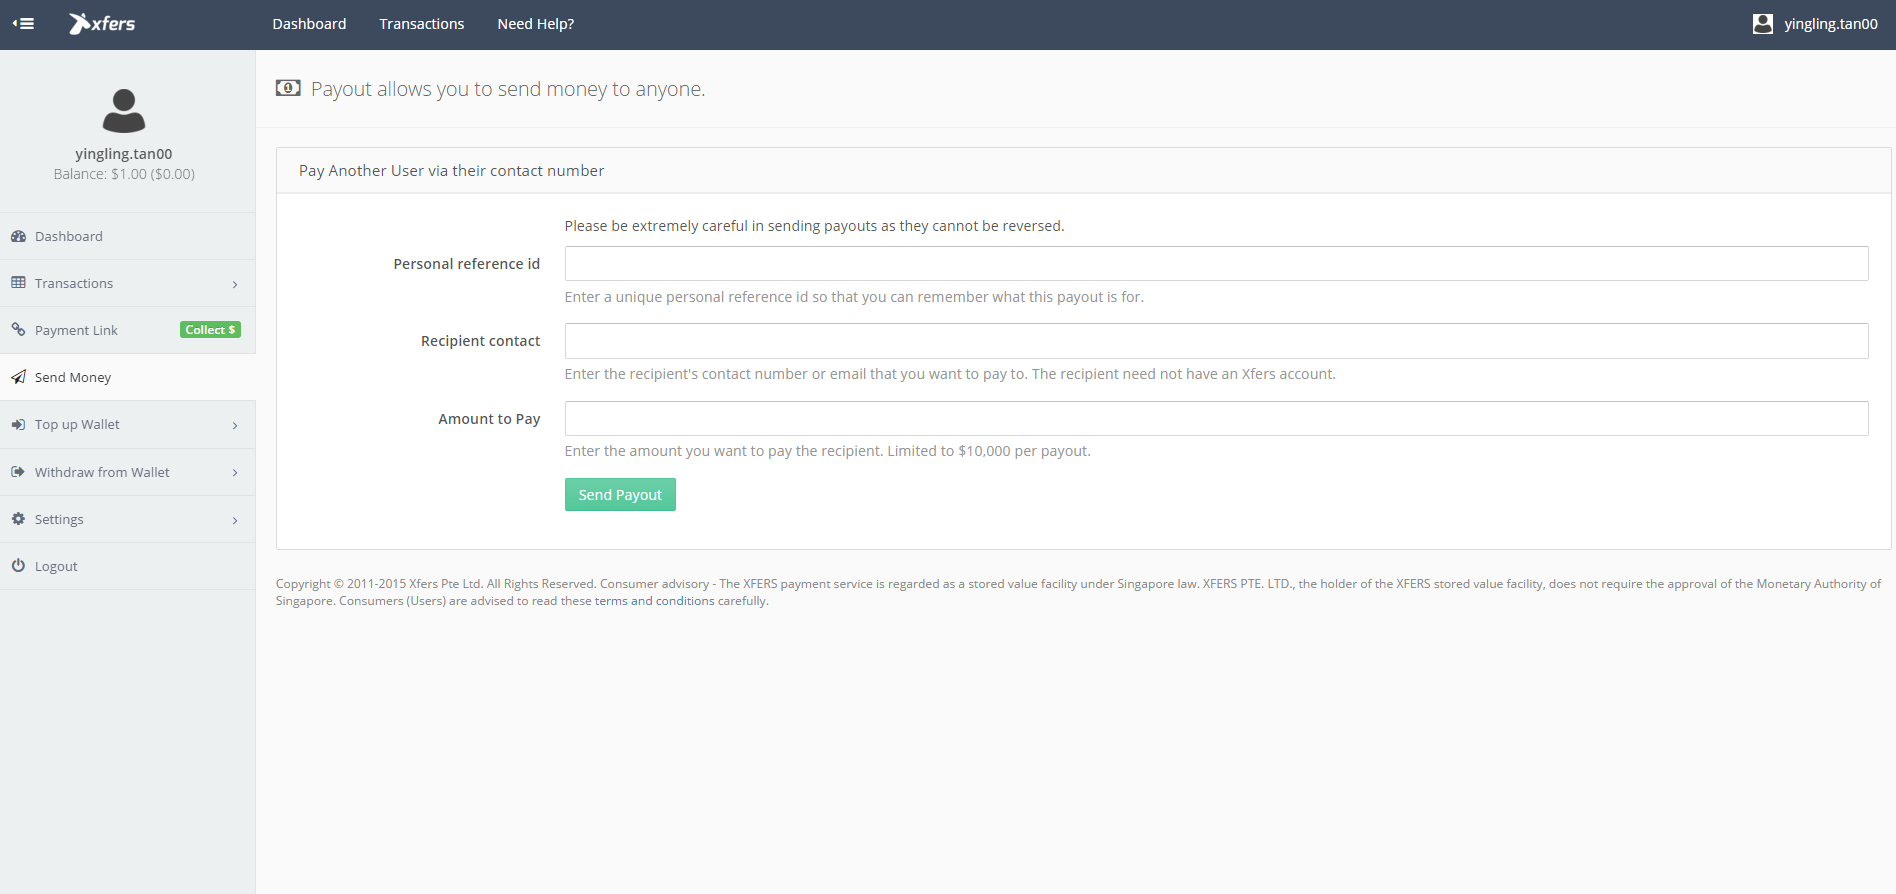 xfers
Dashboard
Transactions
Need Help?
yingling.tan00
yingling.tan00
Balance: $1.00 ($0.00)
Dashboard
Transactions
Payment Link
Collect $
Send Money
Top up Wallet
Withdraw from Wallet
Settings
Logout
Payout allows you to send money to anyone.
Pay Another User via their contact number
Please be extremely careful in sending payouts as they cannot be reversed.
Personal reference id
Enter a unique personal reference id so that you can remember what this payout is for.
Recipient contact
Enter the recipient's contact number or email that you want to pay to. The recipient need not have an Xfers account.
Amount to Pay
Enter the amount you want to pay the recipient. Limited to $10,000 per payout.
Send Payout
Copyright © 2011-2015 Xfers Pte Ltd. All Rights Reserved. Consumer advisory - The XFERS payment service is regarded as a stored value facility under Singapore law. XFERS PTE. LTD., the holder of the XFERS stored value facility, does not require the approval of the Monetary Authority of
Singapore. Consumers (Users) are advised to read these terms and conditions carefully.